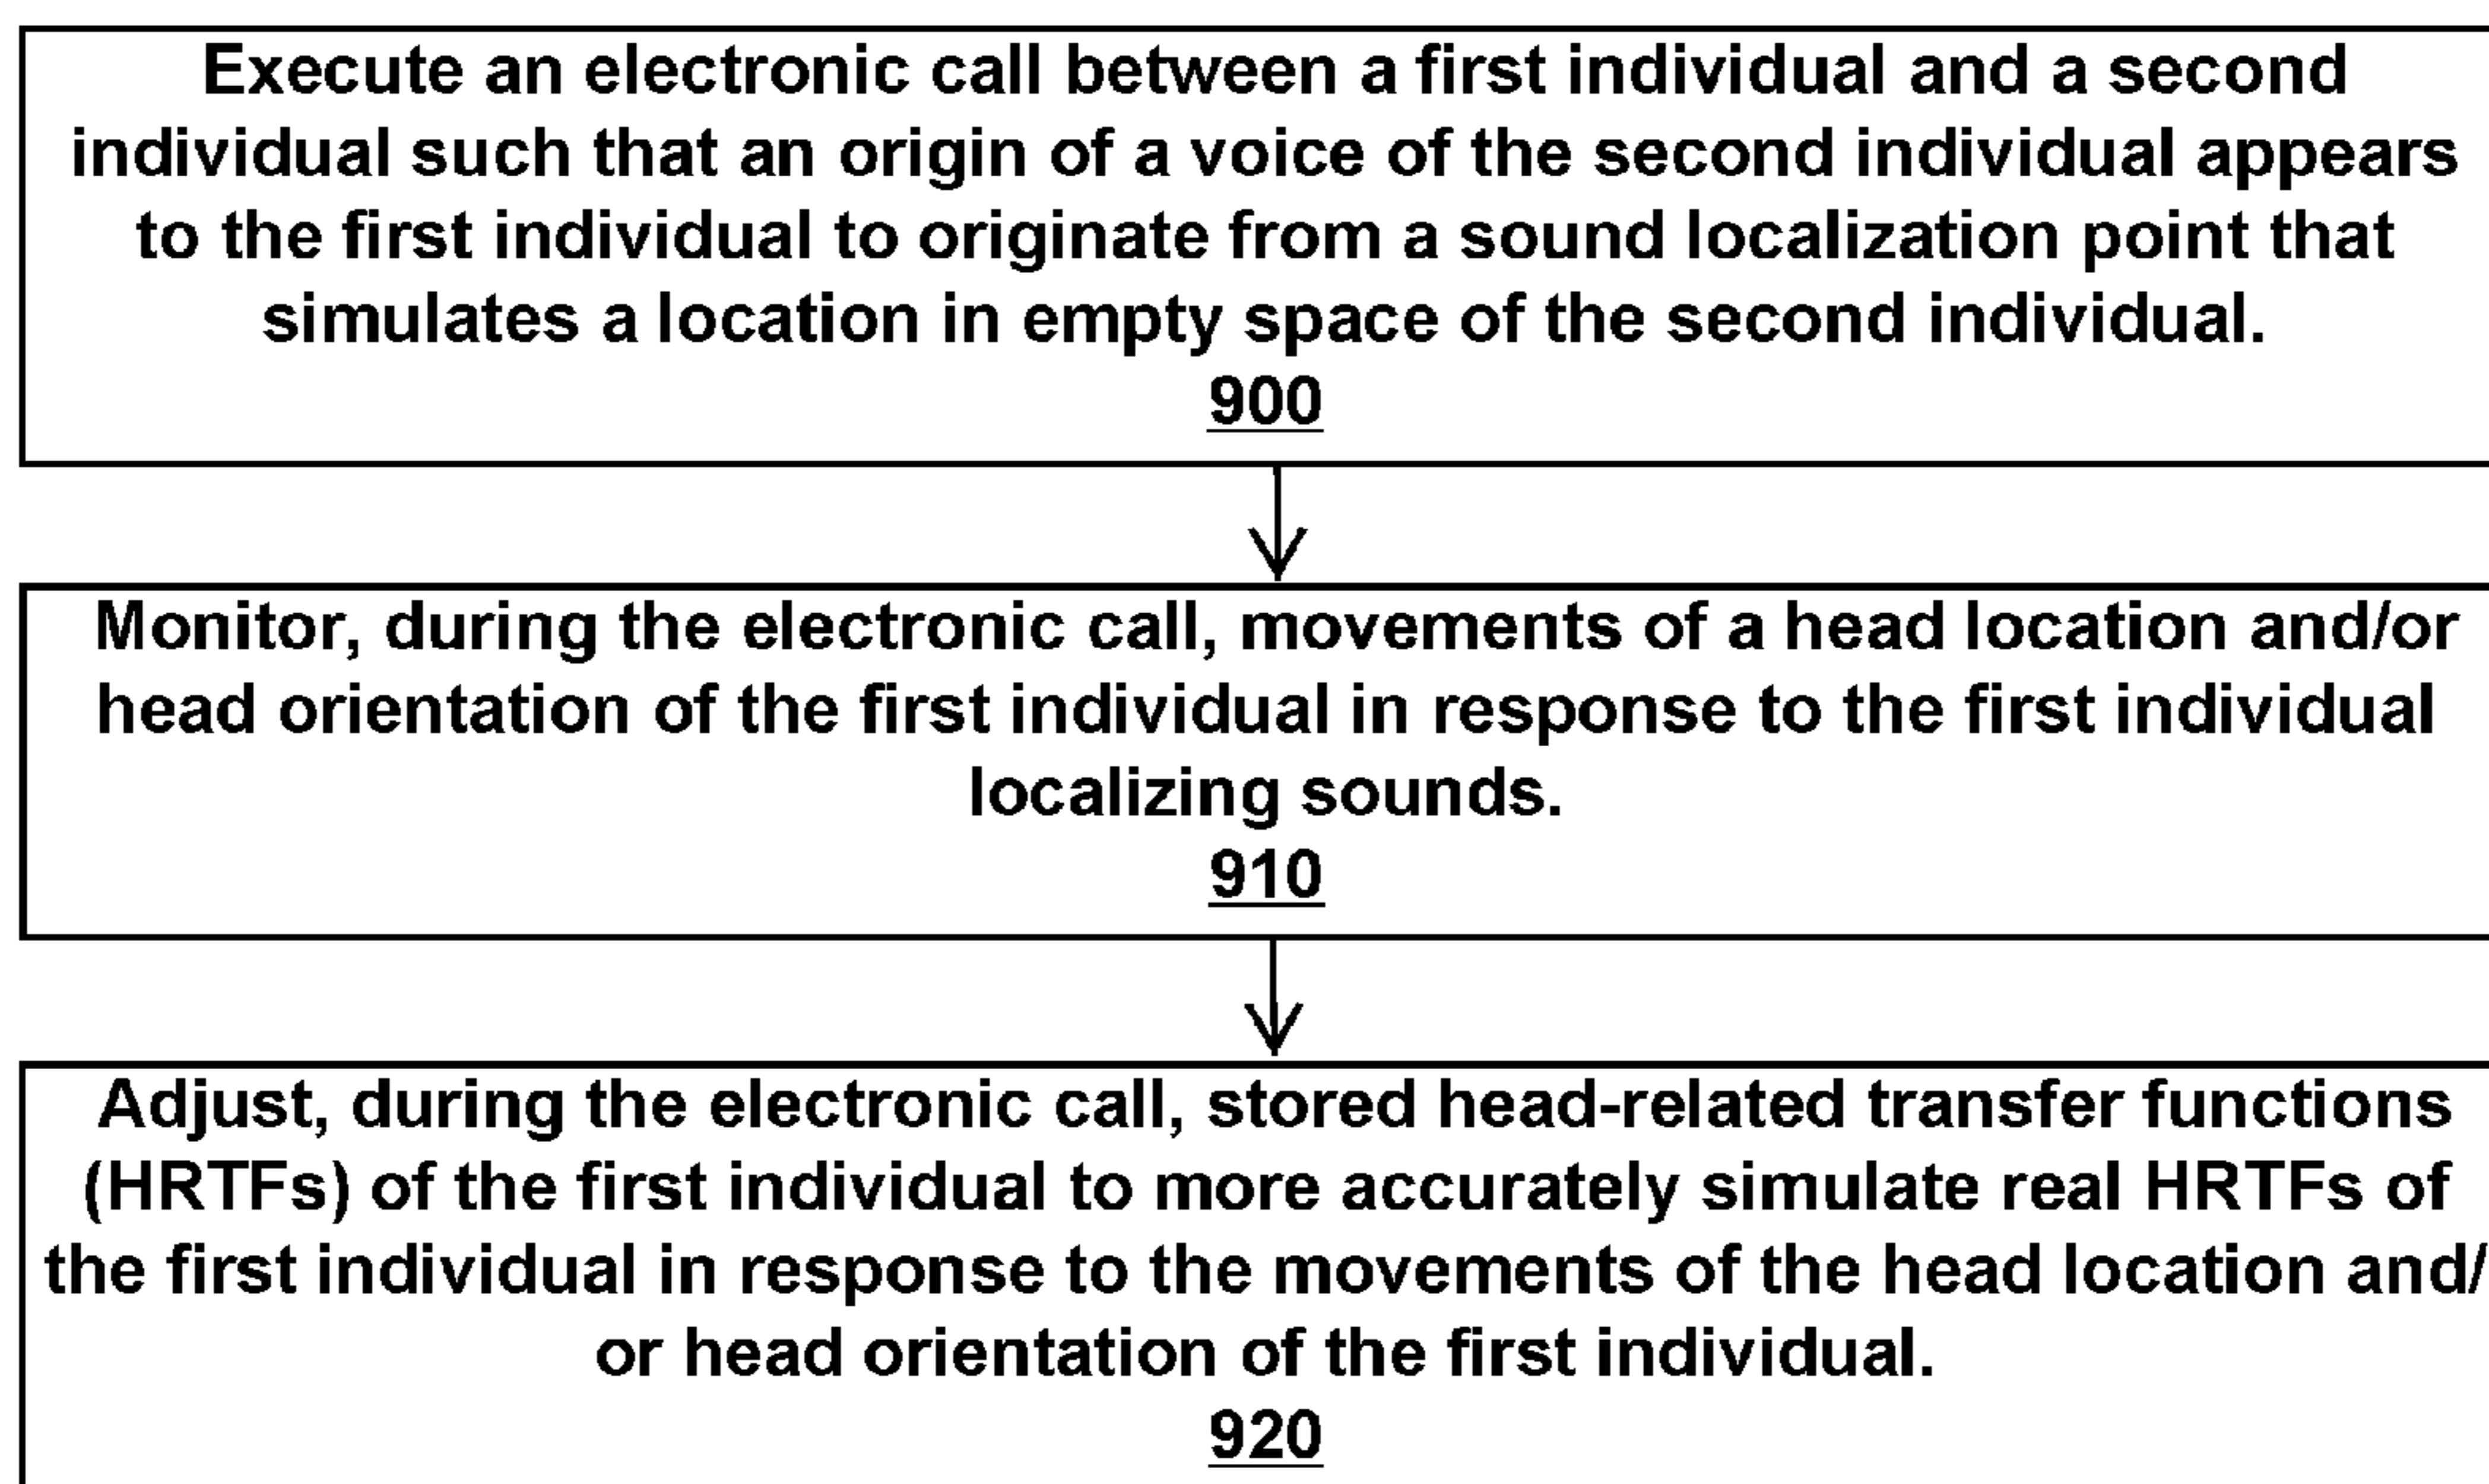 Execute an electronic call between a first individual and a second
individual such that an origin of a voice of the second individual appears
to the first individual to originate from a sound localization point that
simulates a location in empty space of the second individual.
900
Monitor, during the electronic call, movements of a head location and/or
head orientation of the first individual in response to the first individual
localizing sounds.
910
Adjust, during the electronic call, stored head-related transfer functions
(HRTFs) of the first individual to more accurately simulate real HRTFs of
the first individual in response to the movements of the head location and/
or head orientation of the first individual.
920